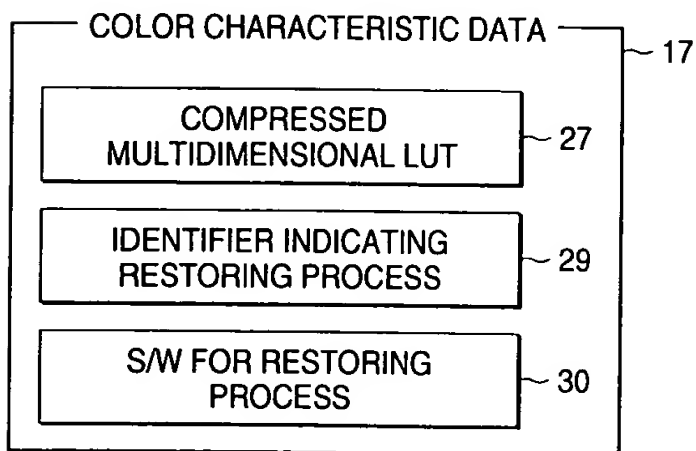 COLOR CHARACTERISTIC DATA
17
COMPRESSED
MULTIDIMENSIONAL LUT
27
IDENTIFIER INDICATING
RESTORING PROCESS
29
S/W FOR RESTORING
PROCESS
30